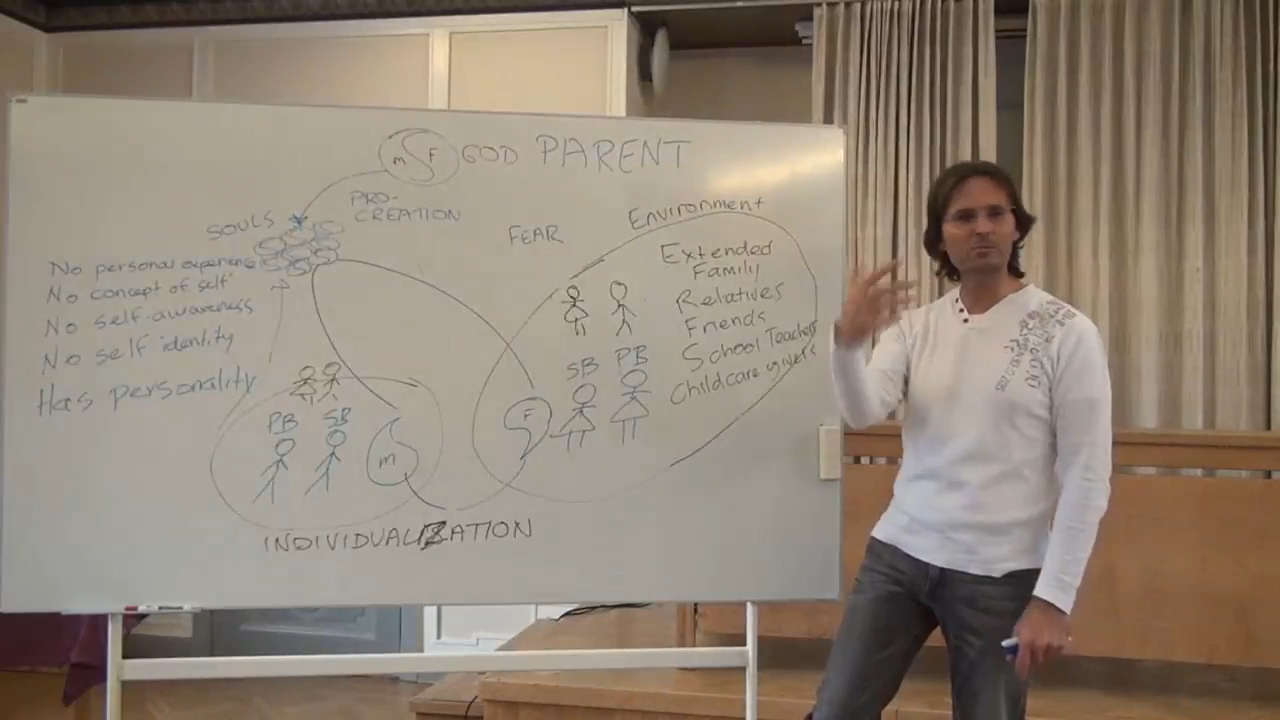 m F GOD PARENT
PRO-
CREATION
SOULS
No personal experience
No concept of self
No self-awareness
No self identity
Has personality
FEAR
Environment
Extended
Family
Relatives
Friends
School Teachers
Childcare givers
PB SB
m
SB PB
F
INDIVIDUALIZATION